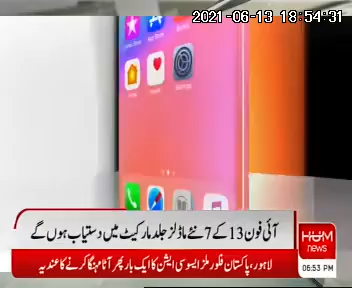 2021-06-13 18:54:31
آئی فون 13 کے 7 نئے ماڈلز جلد مارکیٹ میں دستیاب ہوں گے
HUM
news
لاہور، پاکستان فلور ملز ایسوسی ایشن کا ایک بار پھر آٹا مہنگا کرنے کا عندیہ
06:53 PM